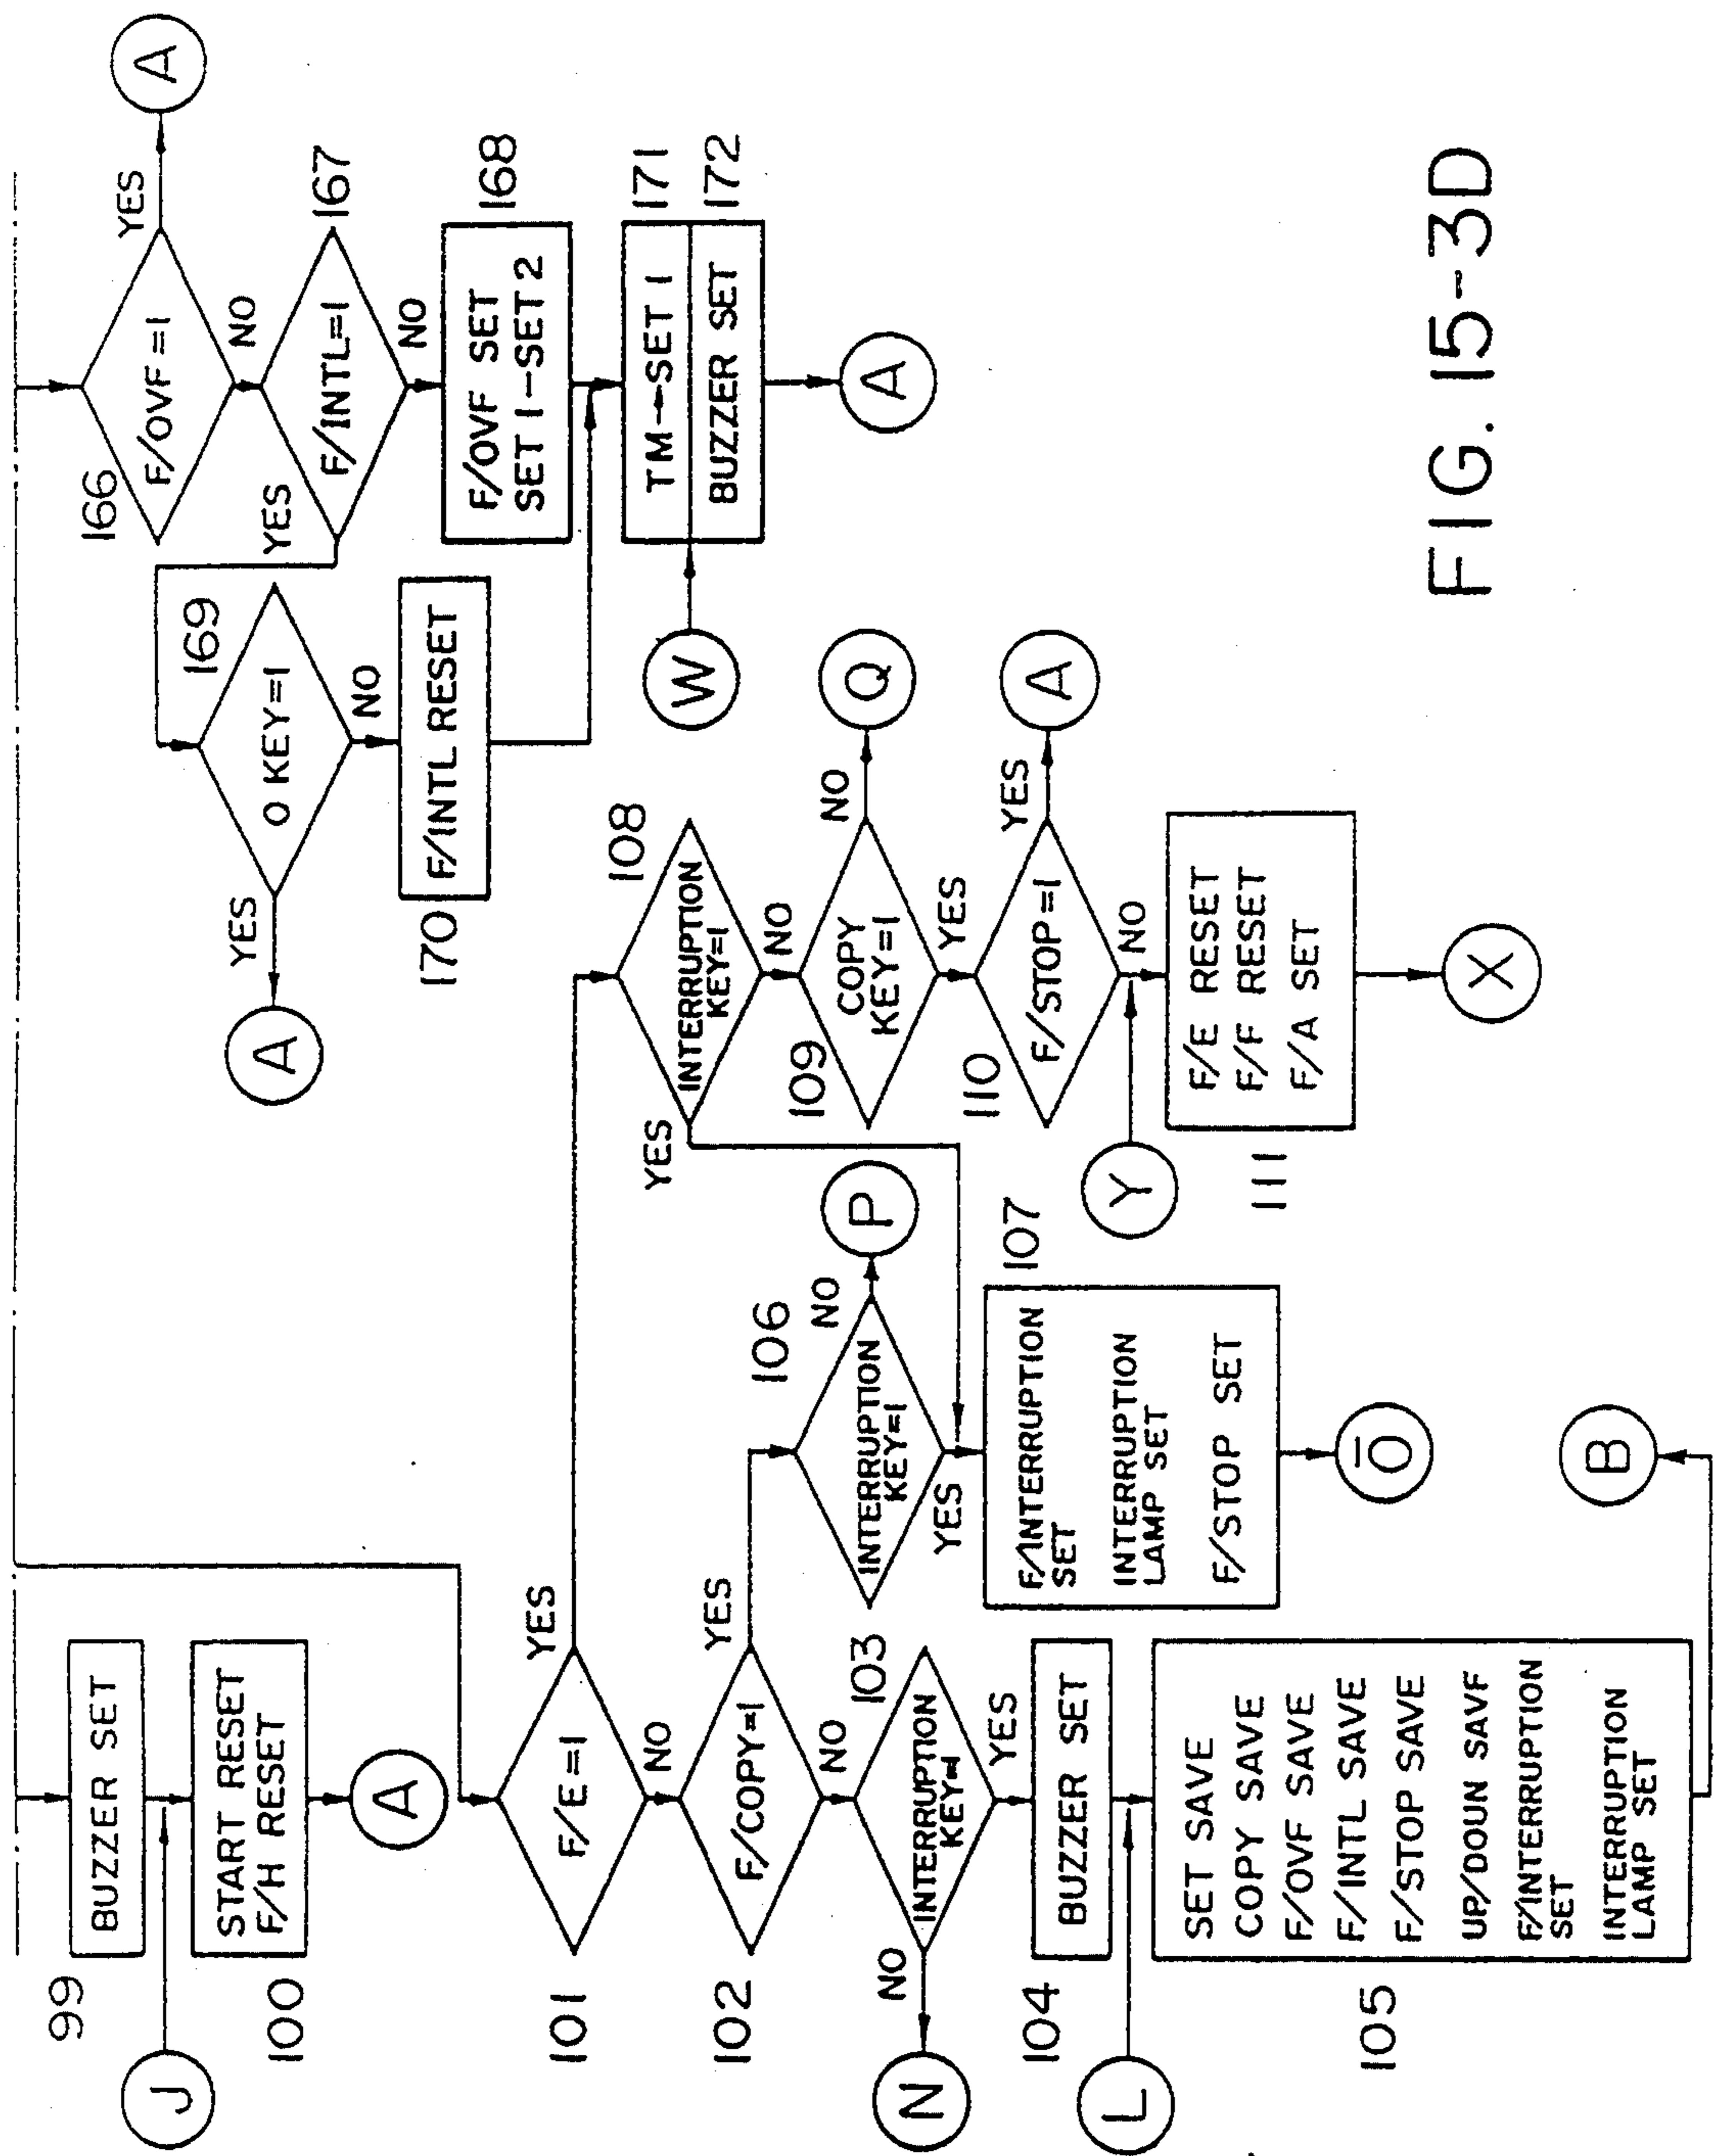 99
BUZZER SET
J
100
START RESET
F/H RESET
A
101
F/E=1
YES
NO
102
F/COPY=1
YES
NO
103
INTERRUPTION
KEY=1
NO
N
YES
104
BUZZER SET
L
105
SET SAVE
COPY SAVE
F/OVF SAVE
F/INTL SAVE
F/STOP SAVE
UP/DOUN SAVF
F/INTERRUPTION
SET
INTERRUPTION
LAMP SET
B
106
INTERRUPTION
KEY=1
NO
P
YES
107
F/INTERRUPTION
SET
INTERRUPTION
LAMP SET
F/STOP SET
O
108
INTERRUPTION
KEY=1
YES
NO
109
COPY
KEY=1
NO
Q
YES
110
F/STOP=1
YES
A
NO
Y
111
F/E RESET
F/F RESET
F/A SET
X
166
F/OVF=1
YES
A
NO
167
F/INTL=1
YES
NO
168
F/OVF SET
SET 1-SET 2
169
0 KEY=1
YES
A
NO
170
F/INTL RESET
W
171
TM→SET 1
172
BUZZER SET
A
FIG. 15-3D